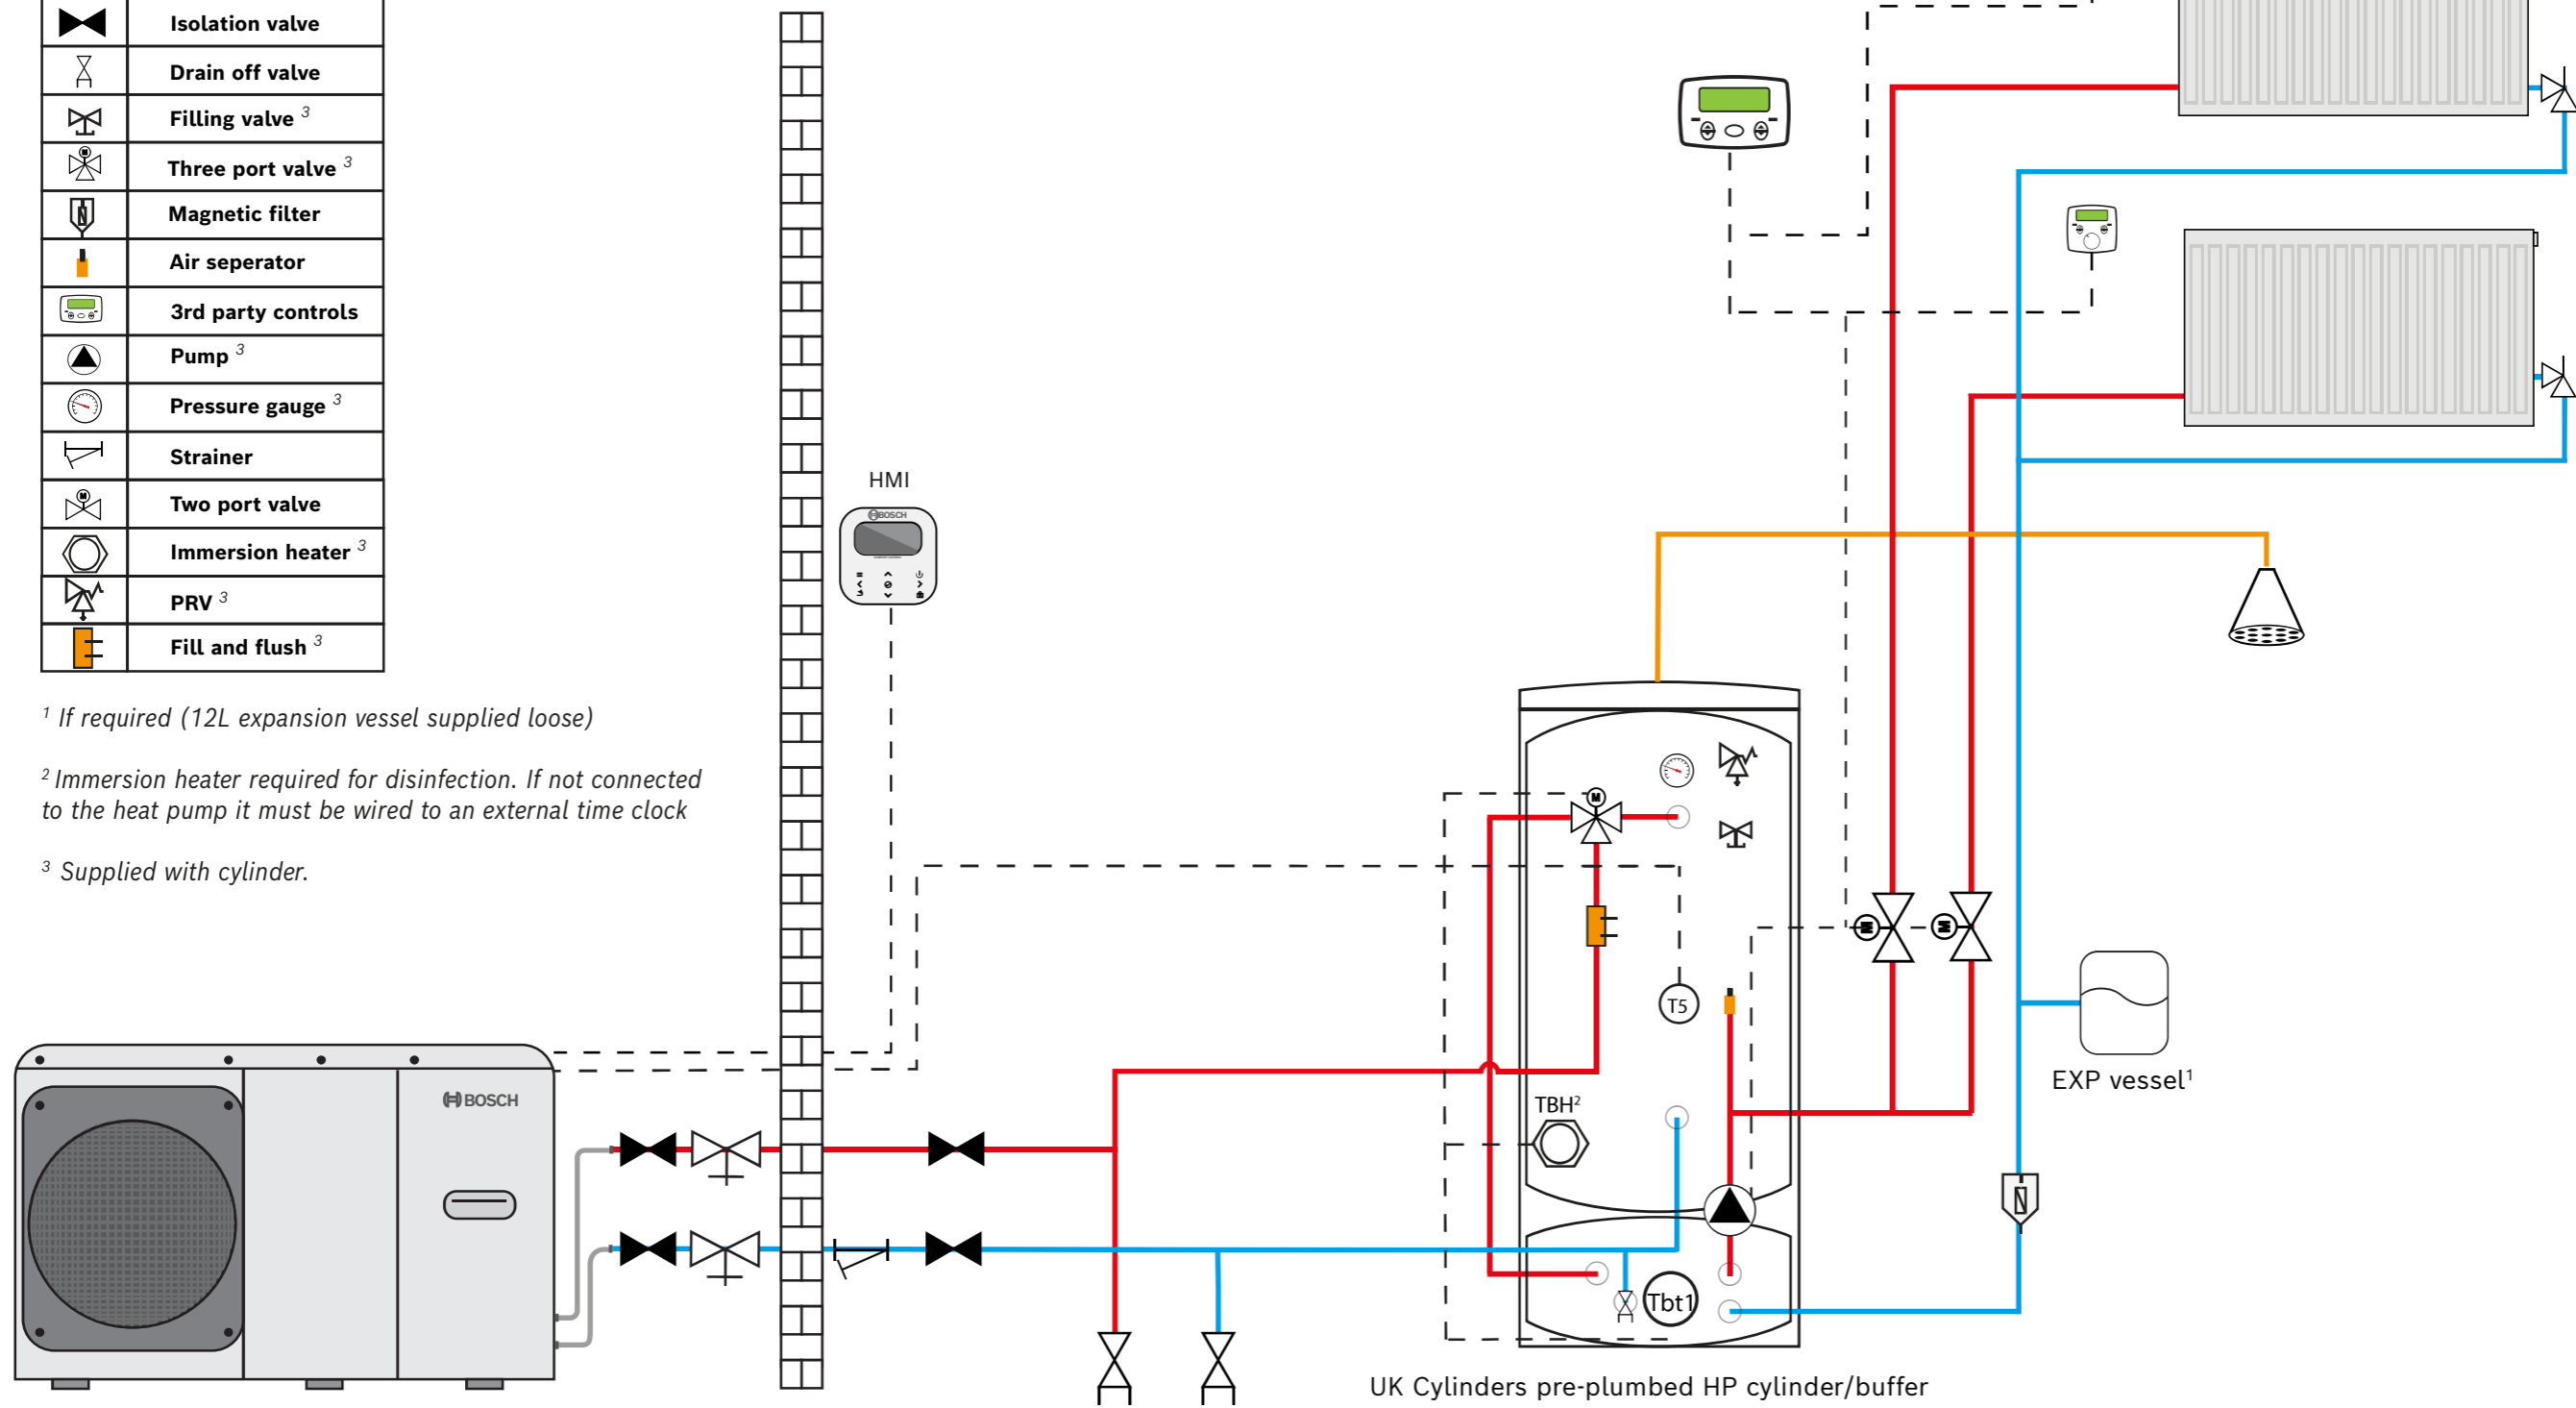 Isolation valve
Drain off valve
Filling valve 3
Three port valve 3
Magnetic filter
Air seperator
3rd party controls
Pump 3
Pressure gauge 3
Strainer
Two port valve
Immersion heater 3
PRV 3
Fill and flush 3
1 If required (12L expansion vessel supplied loose)
2 Immersion heater required for disinfection. If not connected
to the heat pump it must be wired to an external time clock
3 Supplied with cylinder.
HMI
BOSCH
BOSCH
M
M
M
T5
TBH2
Tbt1
EXP vessel1
UK Cylinders pre-plumbed HP cylinder/buffer